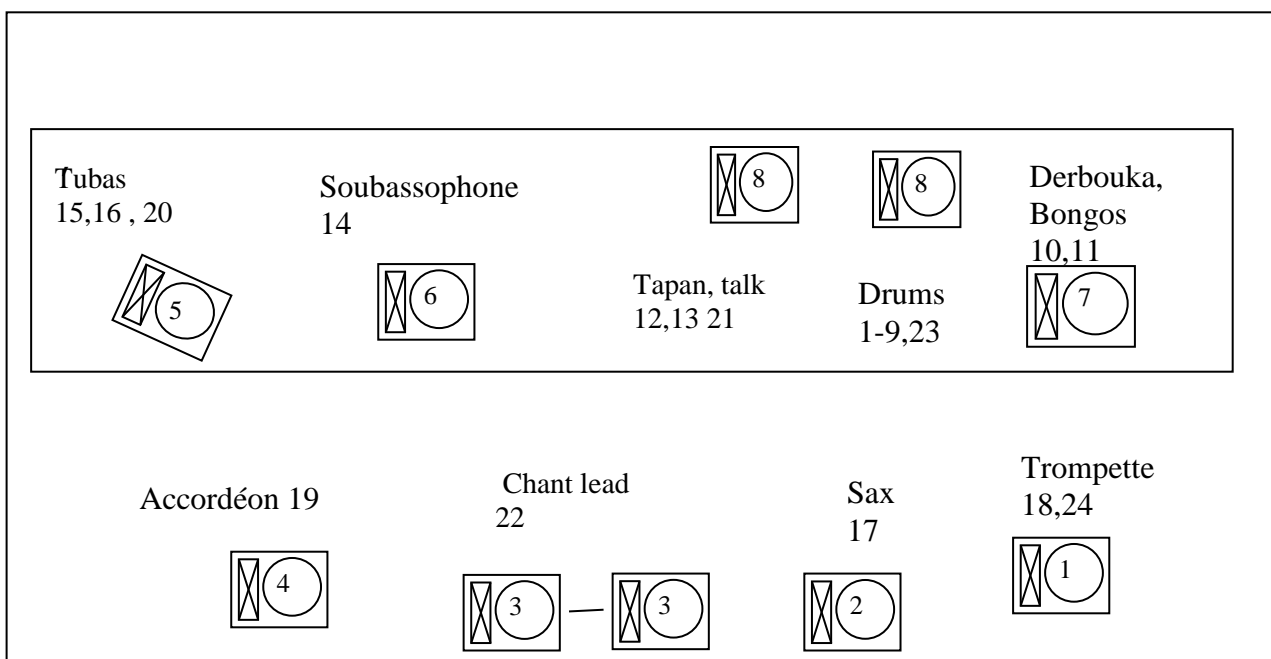 Tubas
15,16 , 20
Soubassophone
14
8
8
Derbouka,
Bongos
10,11
5
6
Tapan, talk
12,13 21
Drums
1-9,23
7
Accordéon 19
Chant lead
22
Sax
17
Trompette
18,24
4
3
3
2
1